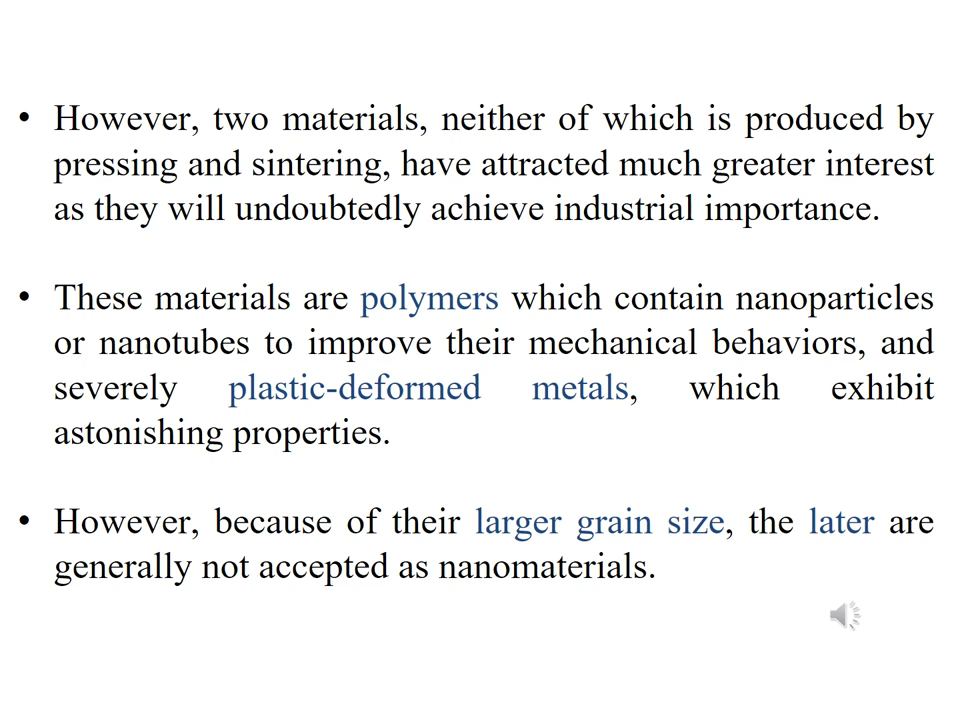 • However, two materials, neither of which is produced by
pressing and sintering, have attracted much greater interest
as they will undoubtedly achieve industrial importance.
• These materials are polymers which contain nanoparticles
or nanotubes to improve their mechanical behaviors, and
severely plastic-deformed metals, which exhibit
astonishing properties.
• However, because of their larger grain size, the later are
generally not accepted as nanomaterials.